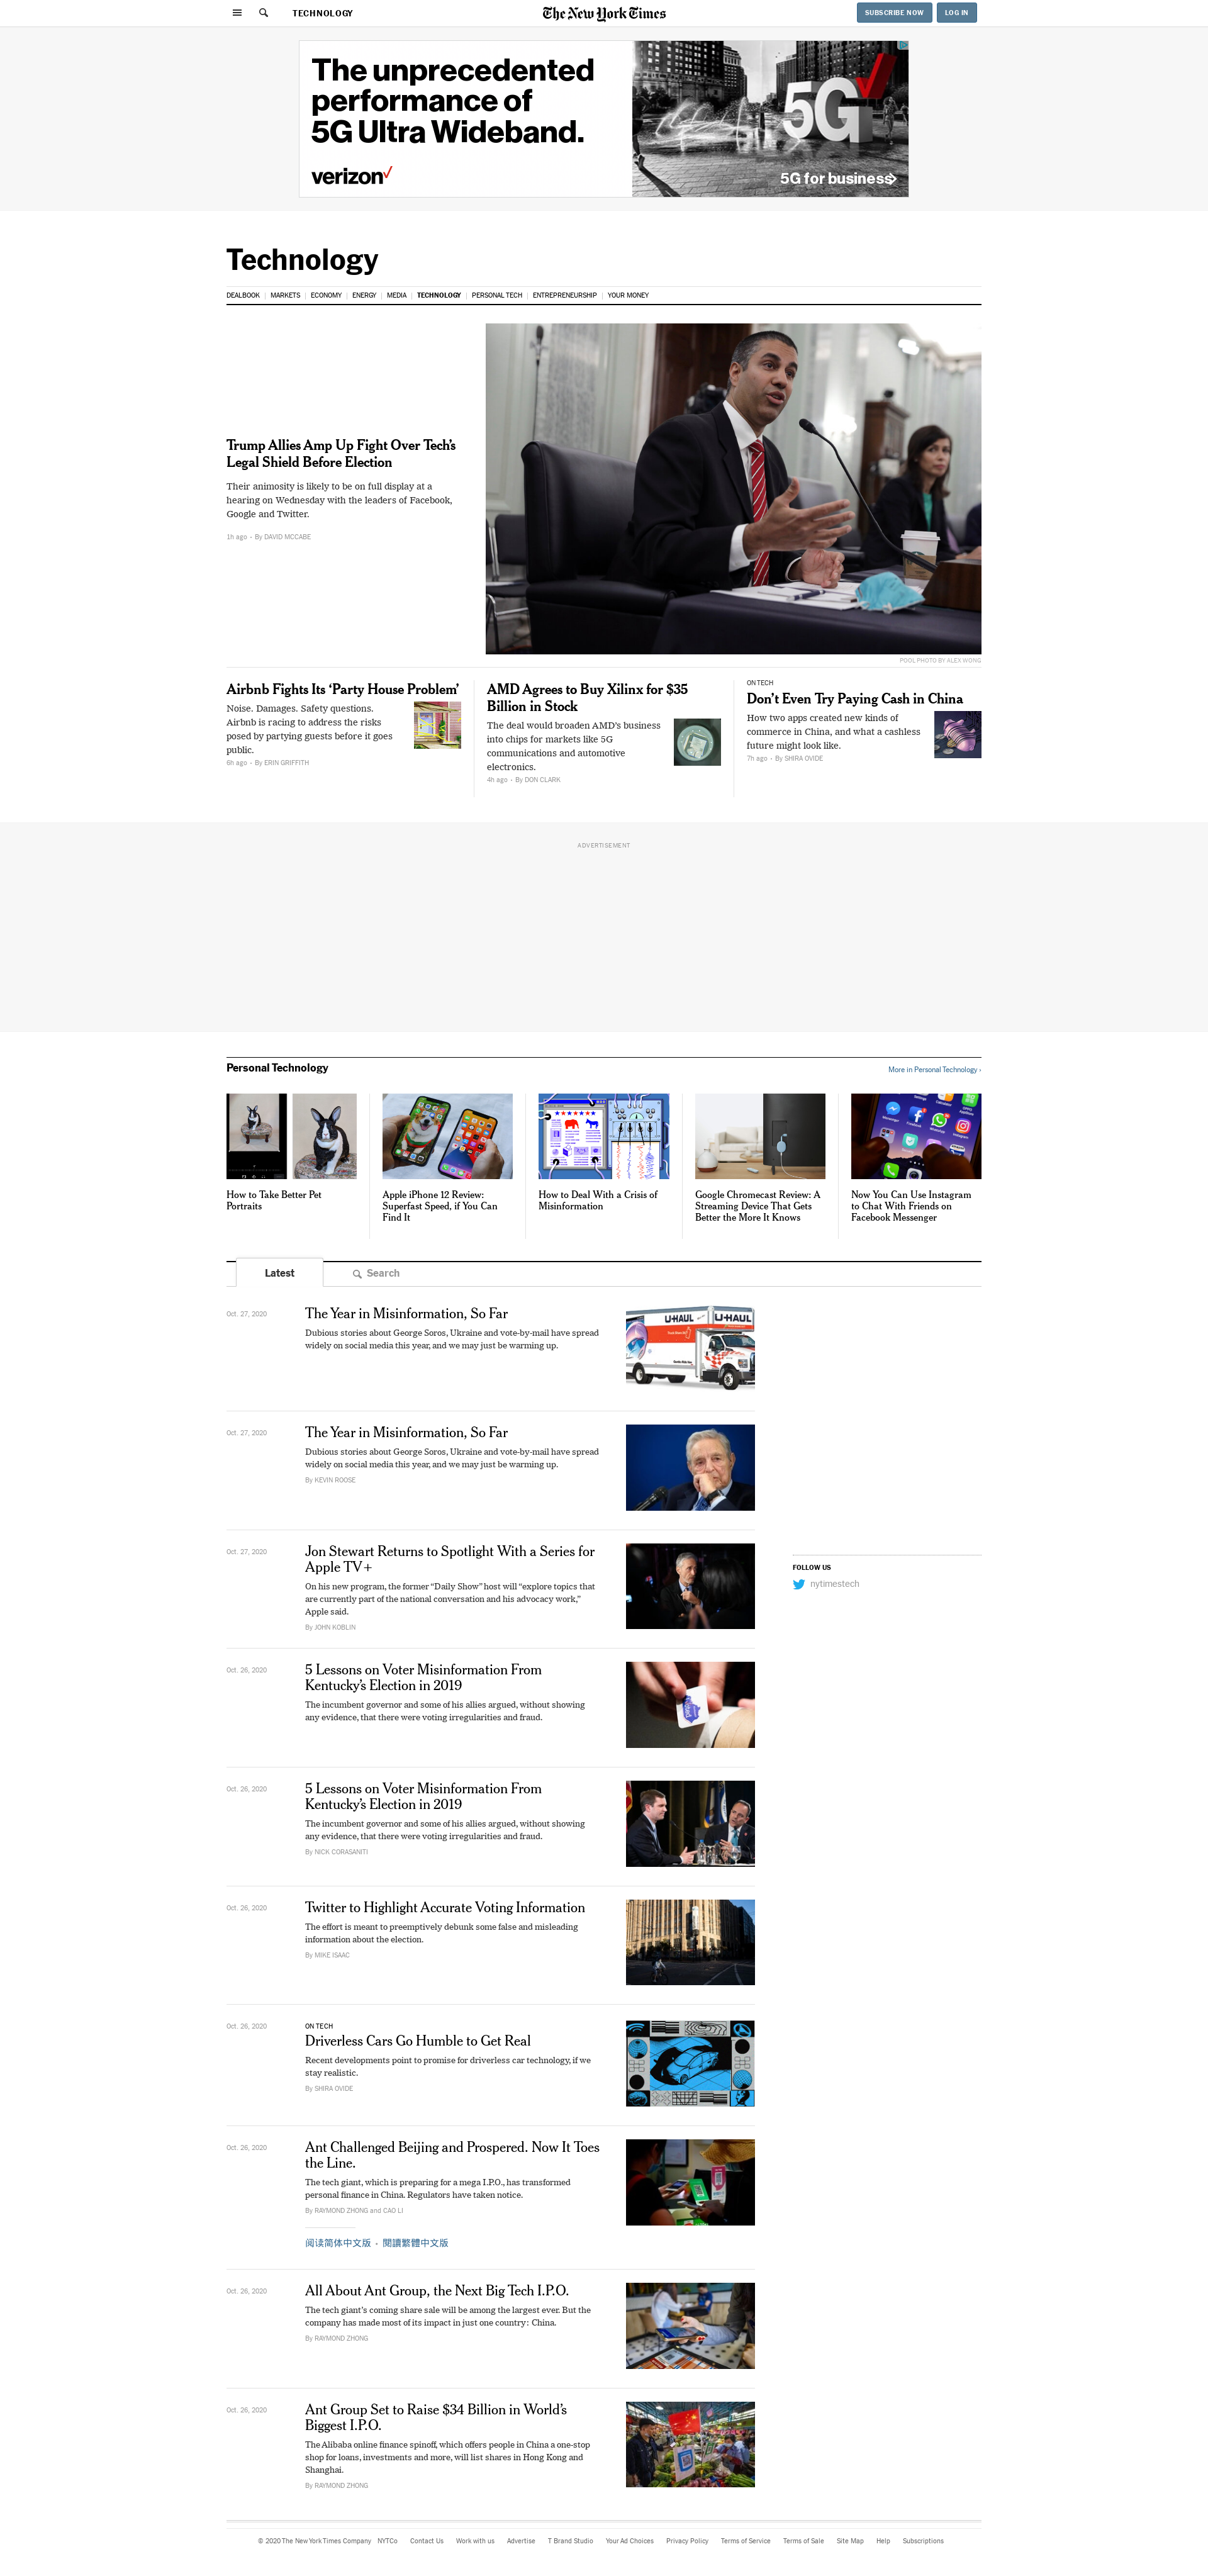 TECHNOLOGY
The New York Times
SUBSCRIBE NOW
LOG IN
The unprecedented
performance of
5G Ultra Wideband.
verizon
5G
5G for business
Technology
DEALBOOK
MARKETS
ECONOMY
ENERGY
MEDIA
TECHNOLOGY
PERSONAL TECH
ENTREPRENEURSHIP
YOUR MONEY
Trump Allies Amp Up Fight Over Tech’s
Legal Shield Before Election
Their animosity is likely to be on full display at a
hearing on Wednesday with the leaders of Facebook,
Google and Twitter.
1h ago • By DAVID MCCABE
POOL PHOTO BY ALEX WONG
Airbnb Fights Its ‘Party House Problem’
Noise. Damages. Safety questions.
Airbnb is racing to address the risks
posed by partying guests before it goes
public.
6h ago • By ERIN GRIFFITH
AMD Agrees to Buy Xilinx for $35
Billion in Stock
The deal would broaden AMD’s business
into chips for markets like 5G
communications and automotive
electronics.
4h ago • By DON CLARK
ON TECH
Don’t Even Try Paying Cash in China
How two apps created new kinds of
commerce in China, and what a cashless
future might look like.
7h ago • By SHIRA OVIDE
ADVERTISEMENT
Personal Technology
More in Personal Technology ›
How to Take Better Pet
Portraits
Apple iPhone 12 Review:
Superfast Speed, if You Can
Find It
How to Deal With a Crisis of
Misinformation
Google Chromecast Review: A
Streaming Device That Gets
Better the More It Knows
Now You Can Use Instagram
to Chat With Friends on
Facebook Messenger
Latest
Search
Oct. 27, 2020
The Year in Misinformation, So Far
Dubious stories about George Soros, Ukraine and vote-by-mail have spread
widely on social media this year, and we may just be warming up.
U-HAUL
U-HAUL
Oct. 27, 2020
The Year in Misinformation, So Far
Dubious stories about George Soros, Ukraine and vote-by-mail have spread
widely on social media this year, and we may just be warming up.
By KEVIN ROOSE
Oct. 27, 2020
Jon Stewart Returns to Spotlight With a Series for
Apple TV+
On his new program, the former “Daily Show” host will “explore topics that
are currently part of the national conversation and his advocacy work,”
Apple said.
By JOHN KOBLIN
FOLLOW US
nytimestech
Oct. 26, 2020
5 Lessons on Voter Misinformation From
Kentucky’s Election in 2019
The incumbent governor and some of his allies argued, without showing
any evidence, that there were voting irregularities and fraud.
Oct. 26, 2020
5 Lessons on Voter Misinformation From
Kentucky’s Election in 2019
The incumbent governor and some of his allies argued, without showing
any evidence, that there were voting irregularities and fraud.
By NICK CORASANITI
Oct. 26, 2020
Twitter to Highlight Accurate Voting Information
The effort is meant to preemptively debunk some false and misleading
information about the election.
By MIKE ISAAC
Oct. 26, 2020
ON TECH
Driverless Cars Go Humble to Get Real
Recent developments point to promise for driverless car technology, if we
stay realistic.
By SHIRA OVIDE
Oct. 26, 2020
Ant Challenged Beijing and Prospered. Now It Toes
the Line.
The tech giant, which is preparing for a mega I.P.O., has transformed
personal finance in China. Regulators have taken notice.
By RAYMOND ZHONG and CAO LI
阅读简体中文版 • 閱讀繁體中文版
Oct. 26, 2020
All About Ant Group, the Next Big Tech I.P.O.
The tech giant’s coming share sale will be among the largest ever. But the
company has made most of its impact in just one country: China.
By RAYMOND ZHONG
Oct. 26, 2020
Ant Group Set to Raise $34 Billion in World’s
Biggest I.P.O.
The Alibaba online finance spinoff, which offers people in China a one-stop
shop for loans, investments and more, will list shares in Hong Kong and
Shanghai.
By RAYMOND ZHONG
© 2020 The New York Times Company
NYTCo
Contact Us
Work with us
Advertise
T Brand Studio
Your Ad Choices
Privacy Policy
Terms of Service
Terms of Sale
Site Map
Help
Subscriptions